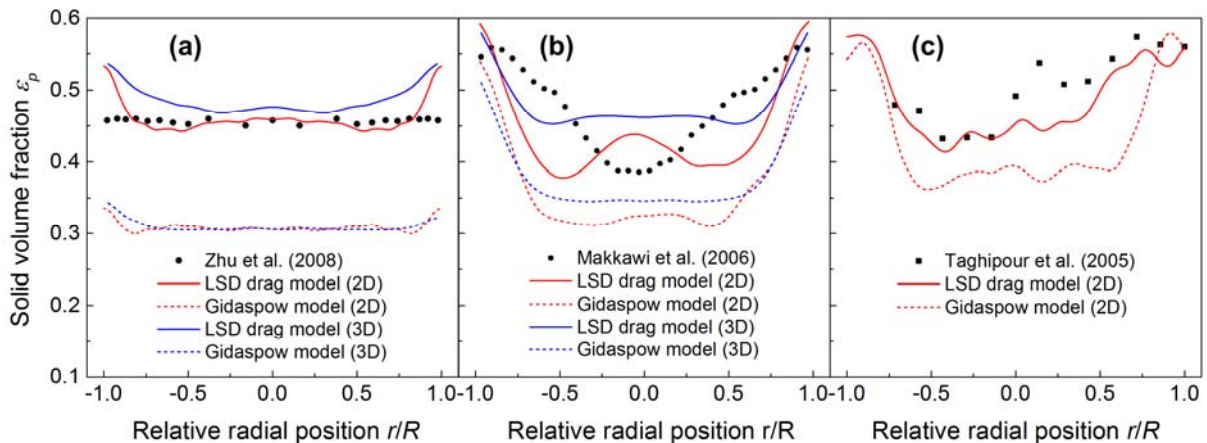 Solid volume fraction εp
0.6
0.5
0.4
0.3
0.2
0.1
(a)
Zhu et al. (2008)
LSD drag model (2D)
Gidaspow model (2D)
LSD drag model (3D)
Gidaspow model (3D)
-1.0 -0.5 0.0 0.5 1.0
Relative radial position r/R
(b)
Makkawi et al. (2006)
LSD drag model (2D)
Gidaspow model (2D)
LSD drag model (3D)
Gidaspow model (3D)
-1.0 -0.5 0.0 0.5 1.0
Relative radial position r/R
(c)
Taghipour et al. (2005)
LSD drag model (2D)
Gidaspow model (2D)
-1.0 -0.5 0.0 0.5 1.0
Relative radial position r/R